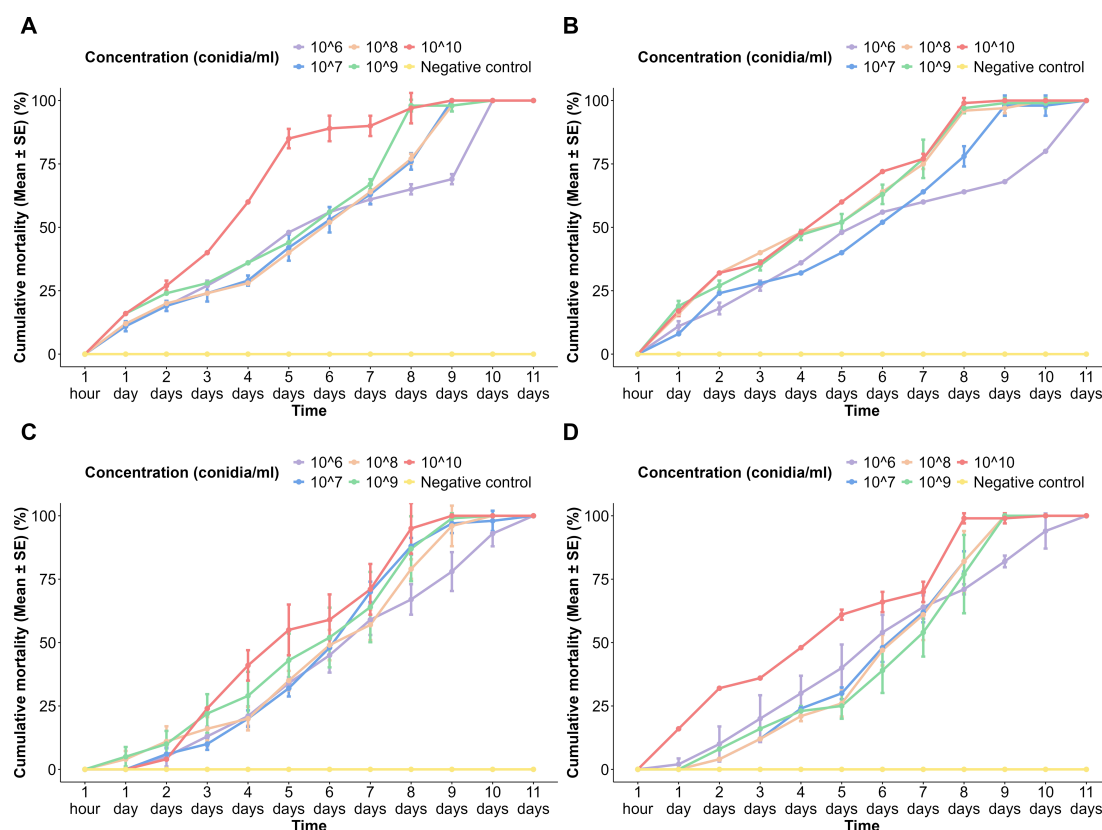 A
Concentration (conidia/ml)
10^6 10^8 10^10
10^7 10^9 Negative control
Cumulative mortality (Mean ± SE) (%)
100
75
50
25
0
1 1 2 3 4 5 6 7 8 9 10 11
hour day days days days days days days days days days days
Time
B
Concentration (conidia/ml)
10^6 10^8 10^10
10^7 10^9 Negative control
Cumulative mortality (Mean ± SE) (%)
100
75
50
25
0
1 1 2 3 4 5 6 7 8 9 10 11
hour day days days days days days days days days days days
Time
C
Concentration (conidia/ml)
10^6 10^8 10^10
10^7 10^9 Negative control
Cumulative mortality (Mean ± SE) (%)
100
75
50
25
0
1 1 2 3 4 5 6 7 8 9 10 11
hour day days days days days days days days days days days
Time
D
Concentration (conidia/ml)
10^6 10^8 10^10
10^7 10^9 Negative control
Cumulative mortality (Mean ± SE) (%)
100
75
50
25
0
1 1 2 3 4 5 6 7 8 9 10 11
hour day days days days days days days days days days days
Time